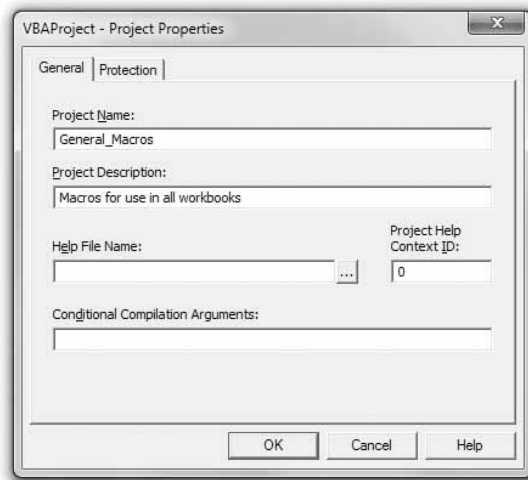 VBAProject - Project Properties
General
Protection
Project Name:
General_Macros
Project Description:
Macros for use in all workbooks
Help File Name:
Project Help
Context ID:
...
0
Conditional Compilation Arguments:
OK
Cancel
Help